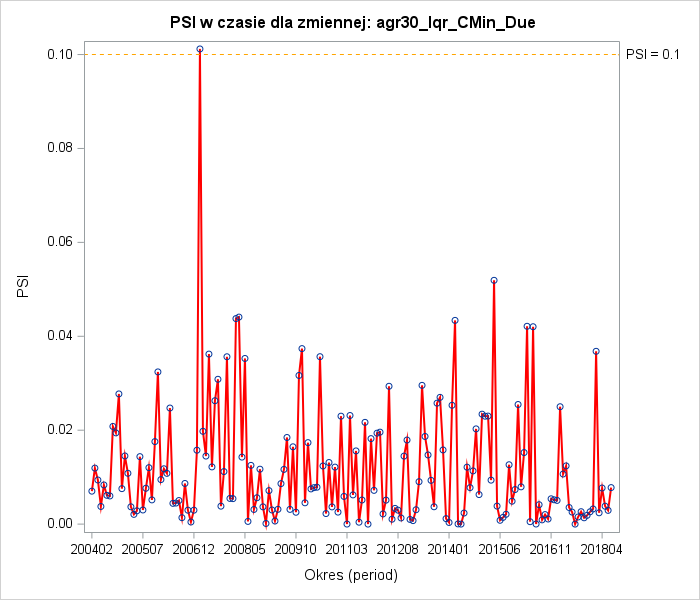 PSI w czasie dla zmiennej: agr30_Iqr_CMin_Due
0.10
PSI = 0.1
0.08
0.06
0.04
0.02
0.00
PSI
200402 200507 200612 200805 200910 201103 201208 201401 201506 201611 201804
Okres (period)